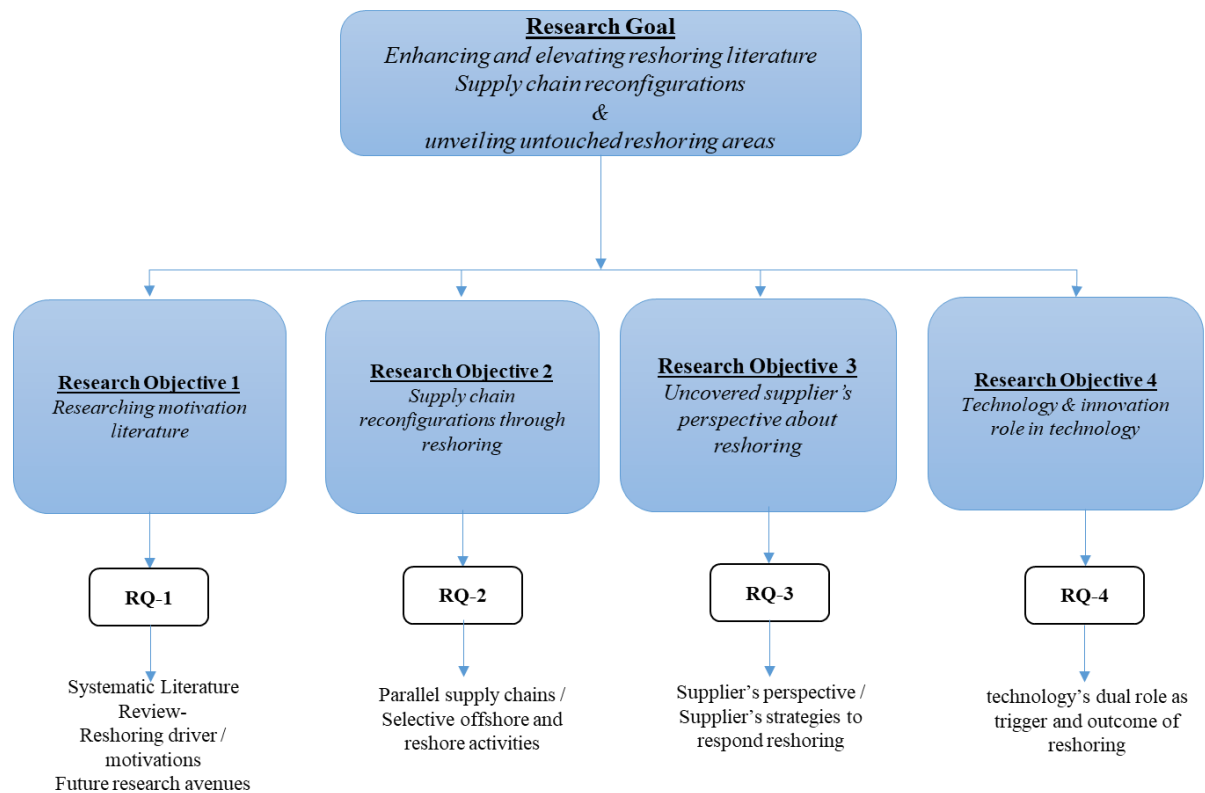 Research Goal
Enhancing and elevating reshoring literature
Supply chain reconfigurations
&
unveiling untouched reshoring areas
Research Objective 1
Researching motivation
literature
Research Objective 2
Supply chain
reconfigurations through
reshoring
Research Objective 3
Uncovered supplier's
perspective about
reshoring
Research Objective 4
Technology & innovation
role in technology
RQ-1
RQ-2
RQ-3
RQ-4
Systematic Literature
Review-
Reshoring driver /
motivations
Future research avenues
Parallel supply chains /
Selective offshore and
reshore activities
Supplier's perspective /
Supplier's strategies to
respond reshoring
technology's dual role as
trigger and outcome of
reshoring